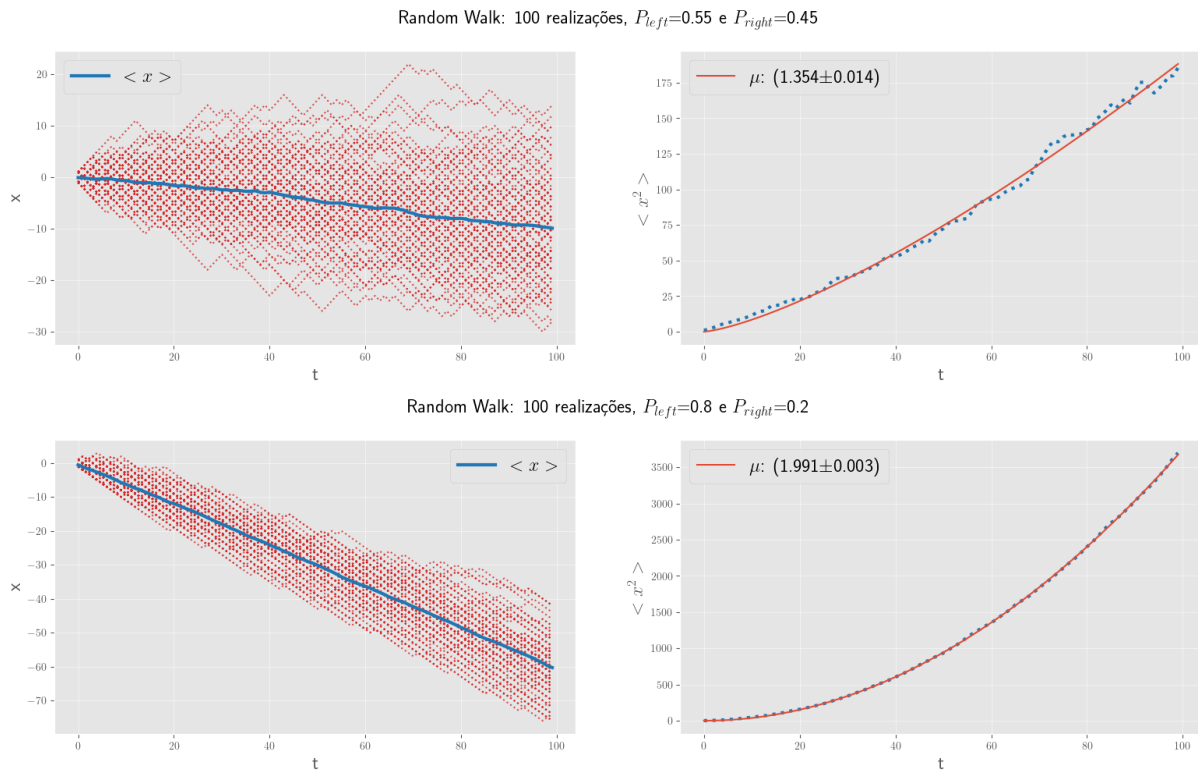 Random Walk: 100 realizações, P_left=0.55 e P_right=0.45
< x >
20
10
0
−10
−20
−30
x
0 20 40 60 80 100
t
μ: (1.354±0.014)
175
150
125
100
75
50
25
0
< x² >
0 20 40 60 80 100
t
Random Walk: 100 realizações, P_left=0.8 e P_right=0.2
< x >
0
−10
−20
−30
−40
−50
−60
−70
x
0 20 40 60 80 100
t
μ: (1.991±0.003)
3500
3000
2500
2000
1500
1000
500
0
< x² >
0 20 40 60 80 100
t